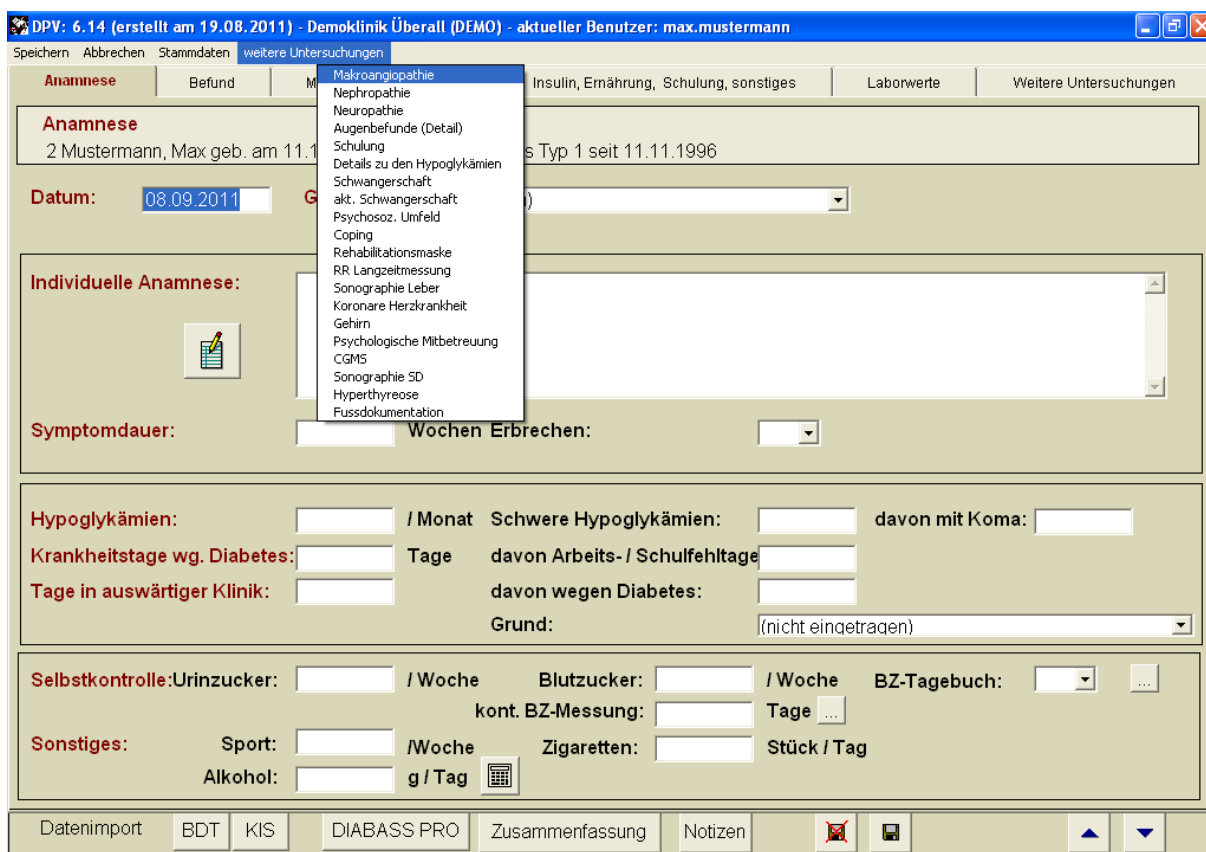 DPV: 6.14 (erstellt am 19.08.2011) - Demoklinik Überall (DEMO) - aktueller Benutzer: max.mustermann
Speichern Abbrechen Stammdaten weitere Untersuchungen
Anamnese Befund M Insulin, Ernährung, Schulung, sonstiges Laborwerte Weitere Untersuchungen
Makroangiopathie
Nephropathie
Neuropathie
Augenbefunde (Detail)
Schulung
Details zu den Hypoglykämien
Schwangerschaft
akt. Schwangerschaft
Psychosoz. Umfeld
Coping
Rehabilitationsmaske
RR Langzeitmessung
Sonographie Leber
Koronare Herzkrankheit
Gehirn
Psychologische Mitbetreuung
CGMS
Sonographie SD
Hyperthyreose
Fussdokumentation
Anamnese
2 Mustermann, Max geb. am 11.1 s Typ 1 seit 11.11.1996
Datum: 08.09.2011 G )
Individuelle Anamnese:
Symptomdauer: Wochen Erbrechen:
Hypoglykämien: / Monat Schwere Hypoglykämien: davon mit Koma:
Krankheitstage wg. Diabetes: Tage davon Arbeits- / Schulfehltage
Tage in auswärtiger Klinik: davon wegen Diabetes:
Grund: (nicht eingetragen)
Selbstkontrolle: Urinzucker: / Woche Blutzucker: / Woche BZ-Tagebuch: ...
kont. BZ-Messung: Tage ...
Sonstiges: Sport: /Woche Zigaretten: Stück / Tag
Alkohol: g / Tag
Datenimport BDT KIS DIABASS PRO Zusammenfassung Notizen